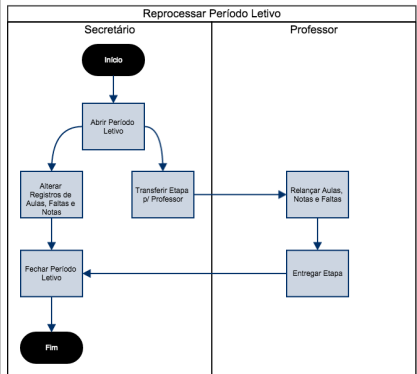 Reprocessar Período Letivo
Secretário
Professor
Início
Abrir Período
Letivo
Alterar
Registros de
Aulas, Faltas e
Notas
Transferir Etapa
p/ Professor
Relançar Aulas,
Notas e Faltas
Fechar Período
Letivo
Entregar Etapa
Fim